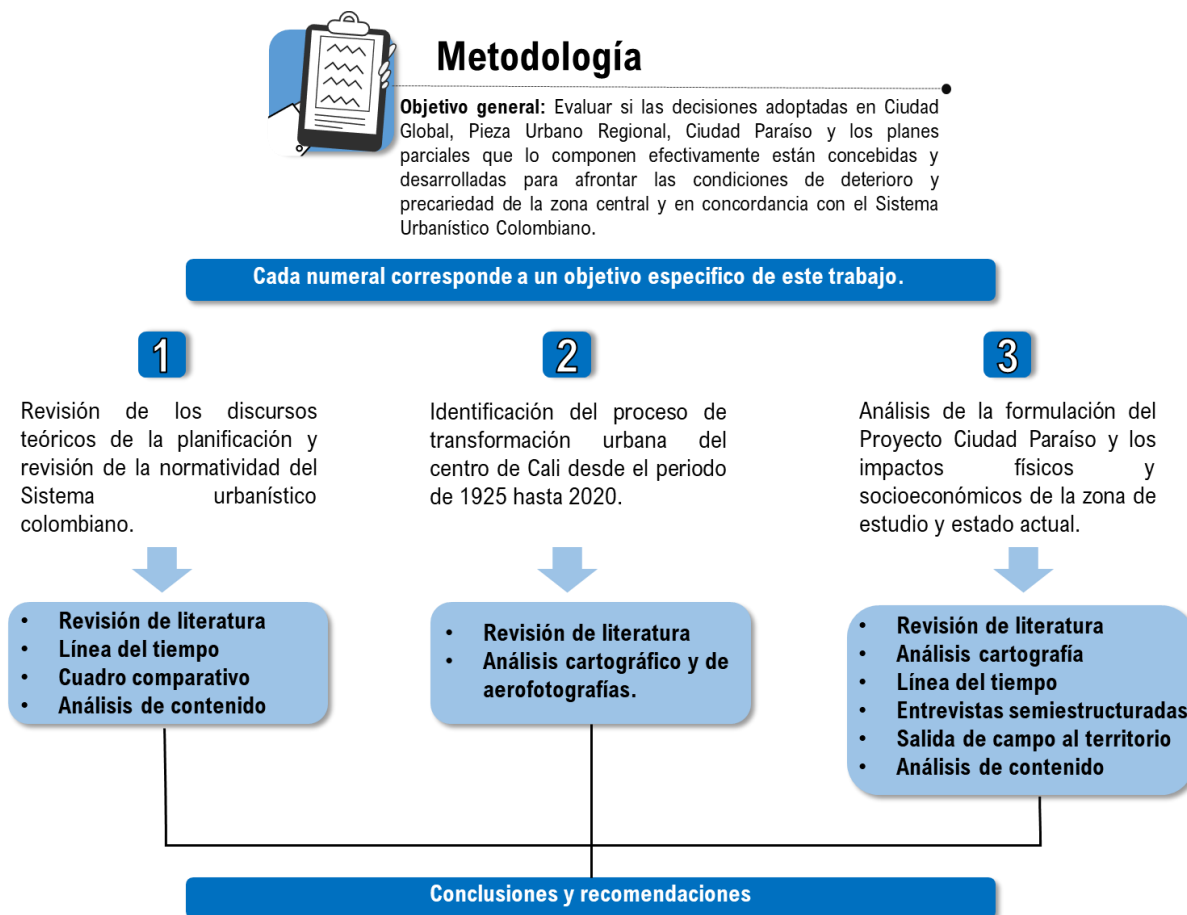 Metodología
Objetivo general: Evaluar si las decisiones adoptadas en Ciudad
Global, Pieza Urbano Regional, Ciudad Paraíso y los planes
parciales que lo componen efectivamente están concebidas y
desarrolladas para afrontar las condiciones de deterioro y
precariedad de la zona central y en concordancia con el Sistema
Urbanístico Colombiano.
Cada numeral corresponde a un objetivo especifico de este trabajo.
1
Revisión de los discursos
teóricos de la planificación y
revisión de la normatividad del
Sistema urbanístico
colombiano.
• Revisión de literatura
• Línea del tiempo
• Cuadro comparativo
• Análisis de contenido
2
Identificación del proceso de
transformación urbana del
centro de Cali desde el periodo
de 1925 hasta 2020.
• Revisión de literatura
• Análisis cartográfico y de
aerofotografías.
3
Análisis de la formulación del
Proyecto Ciudad Paraíso y los
impactos físicos y
socioeconómicos de la zona de
estudio y estado actual.
• Revisión de literatura
• Análisis cartografía
• Línea del tiempo
• Entrevistas semiestructuradas
• Salida de campo al territorio
• Análisis de contenido
Conclusiones y recomendaciones